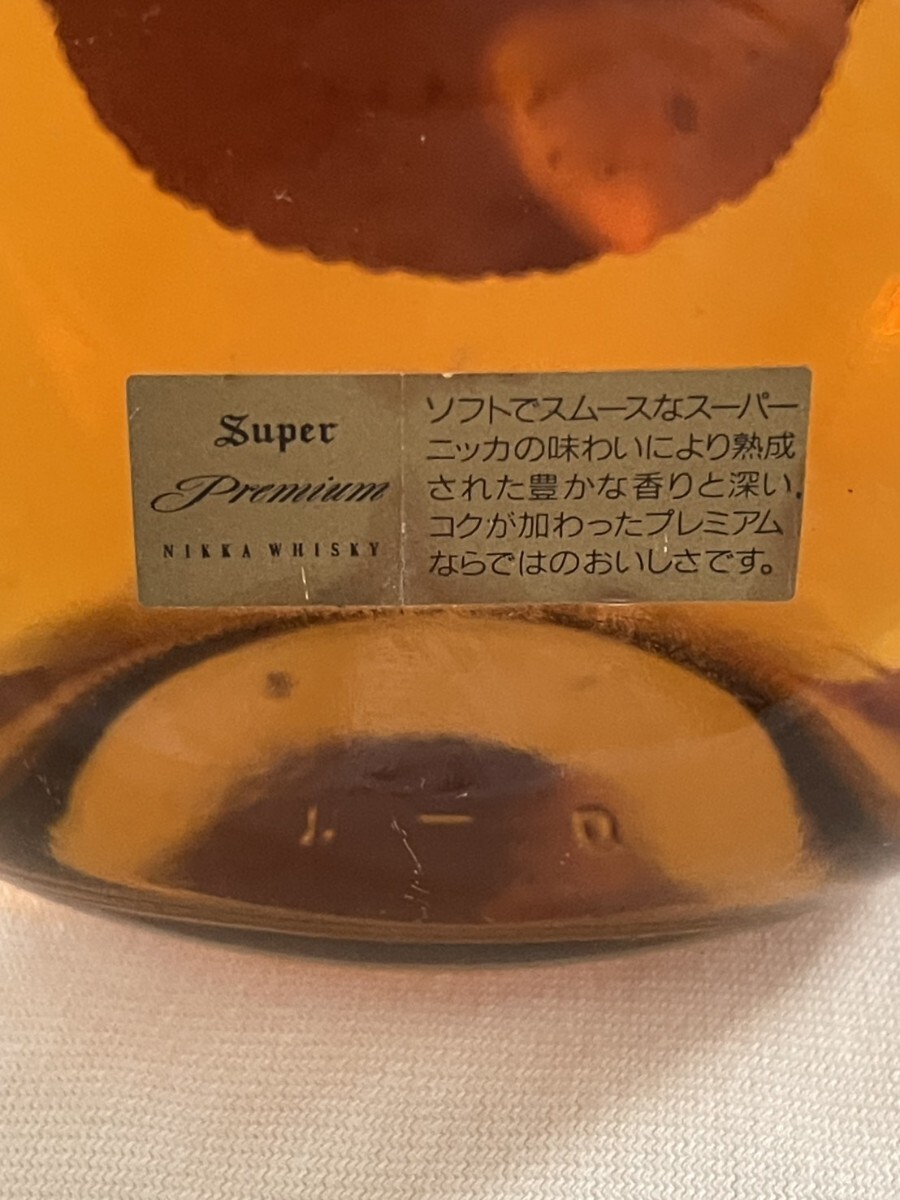 Super
Premium
NIKKA WHISKY
ソフトでスムースなスーパー
ニッカの味わいにより熟成
された豊かな香りと深い
コクが加わったプレミアム
ならではのおいしさです。